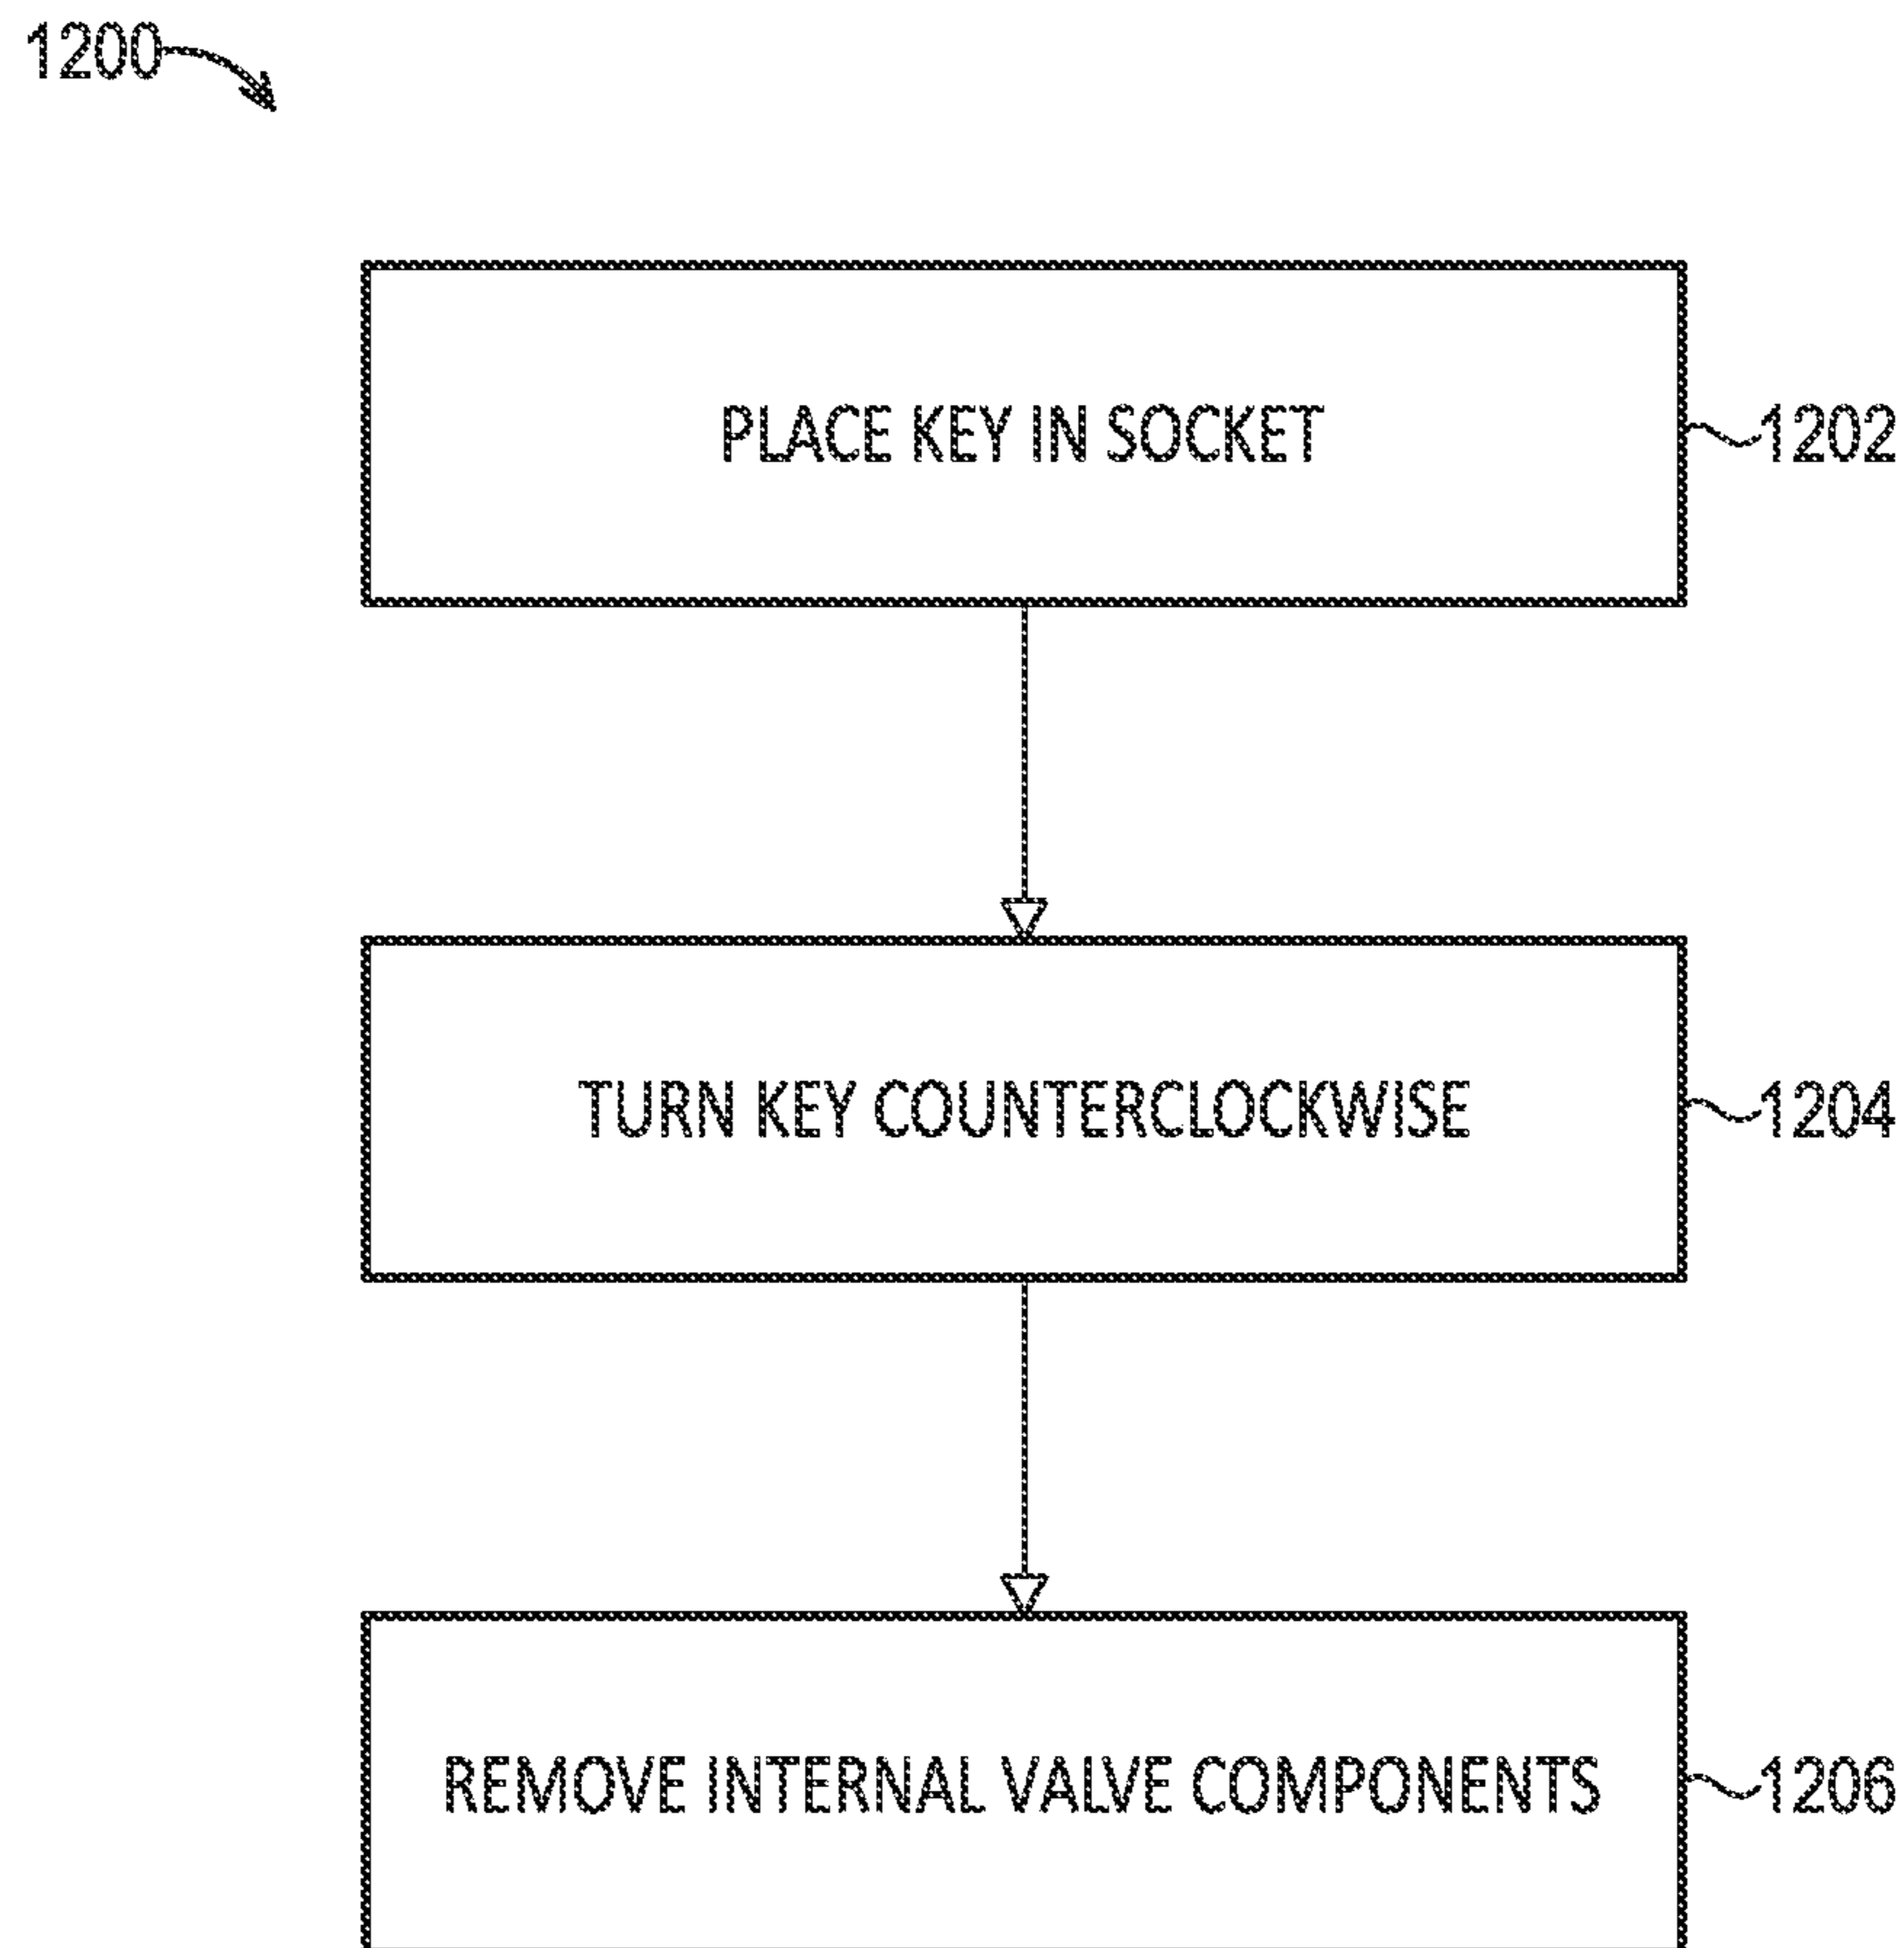 1200
PLACE KEY IN SOCKET
1202
TURN KEY COUNTERCLOCKWISE
1204
REMOVE INTERNAL VALVE COMPONENTS
1206